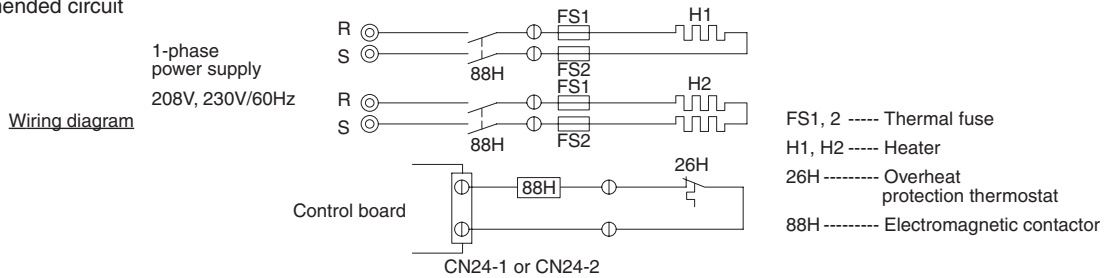 circuit
R
FS1
H1
1-phase
power supply
S
88H
FS2
208V, 230V/60Hz
R
FS1
H2
Wiring diagram
S
88H
FS2
FS1, 2 ----- Thermal fuse
H1, H2 ----- Heater
26H --------- Overheat
protection thermostat
88H --------- Electromagnetic contactor
26H
88H
Control board
CN24-1 or CN24-2